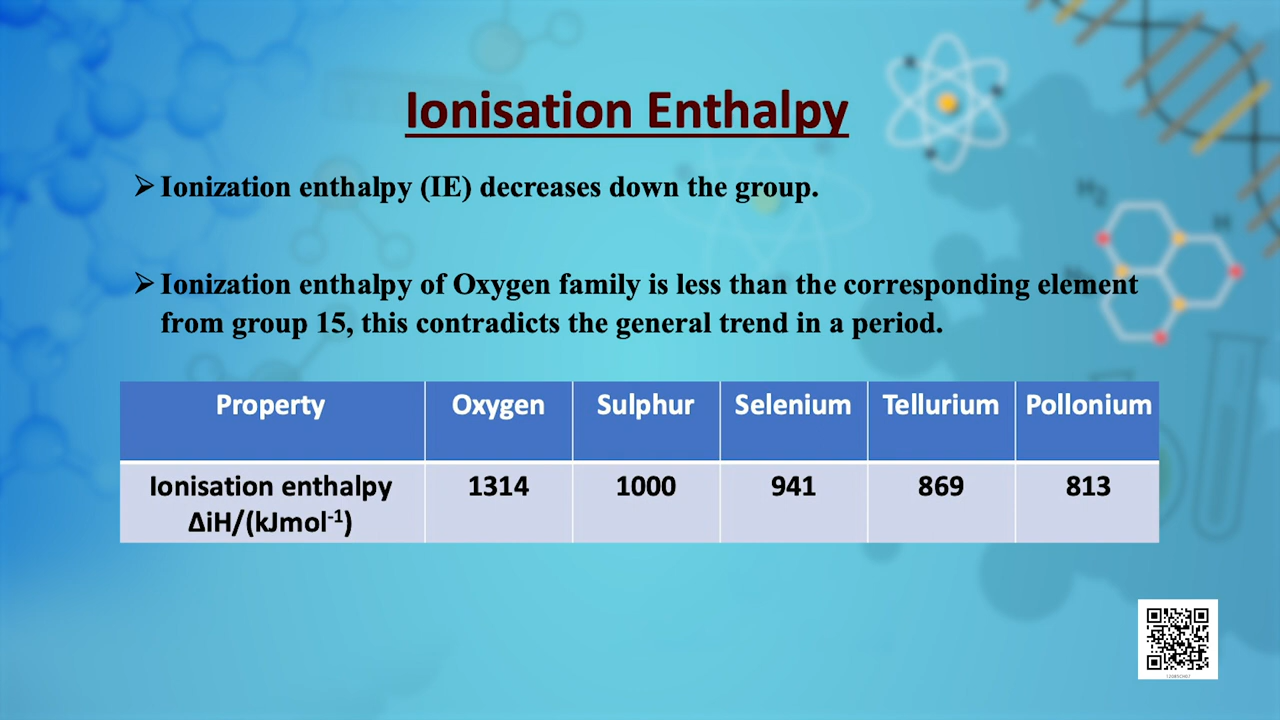 Ionisation Enthalpy
➢ Ionization enthalpy (IE) decreases down the group.
➢ Ionization enthalpy of Oxygen family is less than the corresponding element
from group 15, this contradicts the general trend in a period.
Property Oxygen Sulphur Selenium Tellurium Pollonium
Ionisation enthalpy 1314 1000 941 869 813
ΔiH/(kJmol⁻¹)
H₂
H